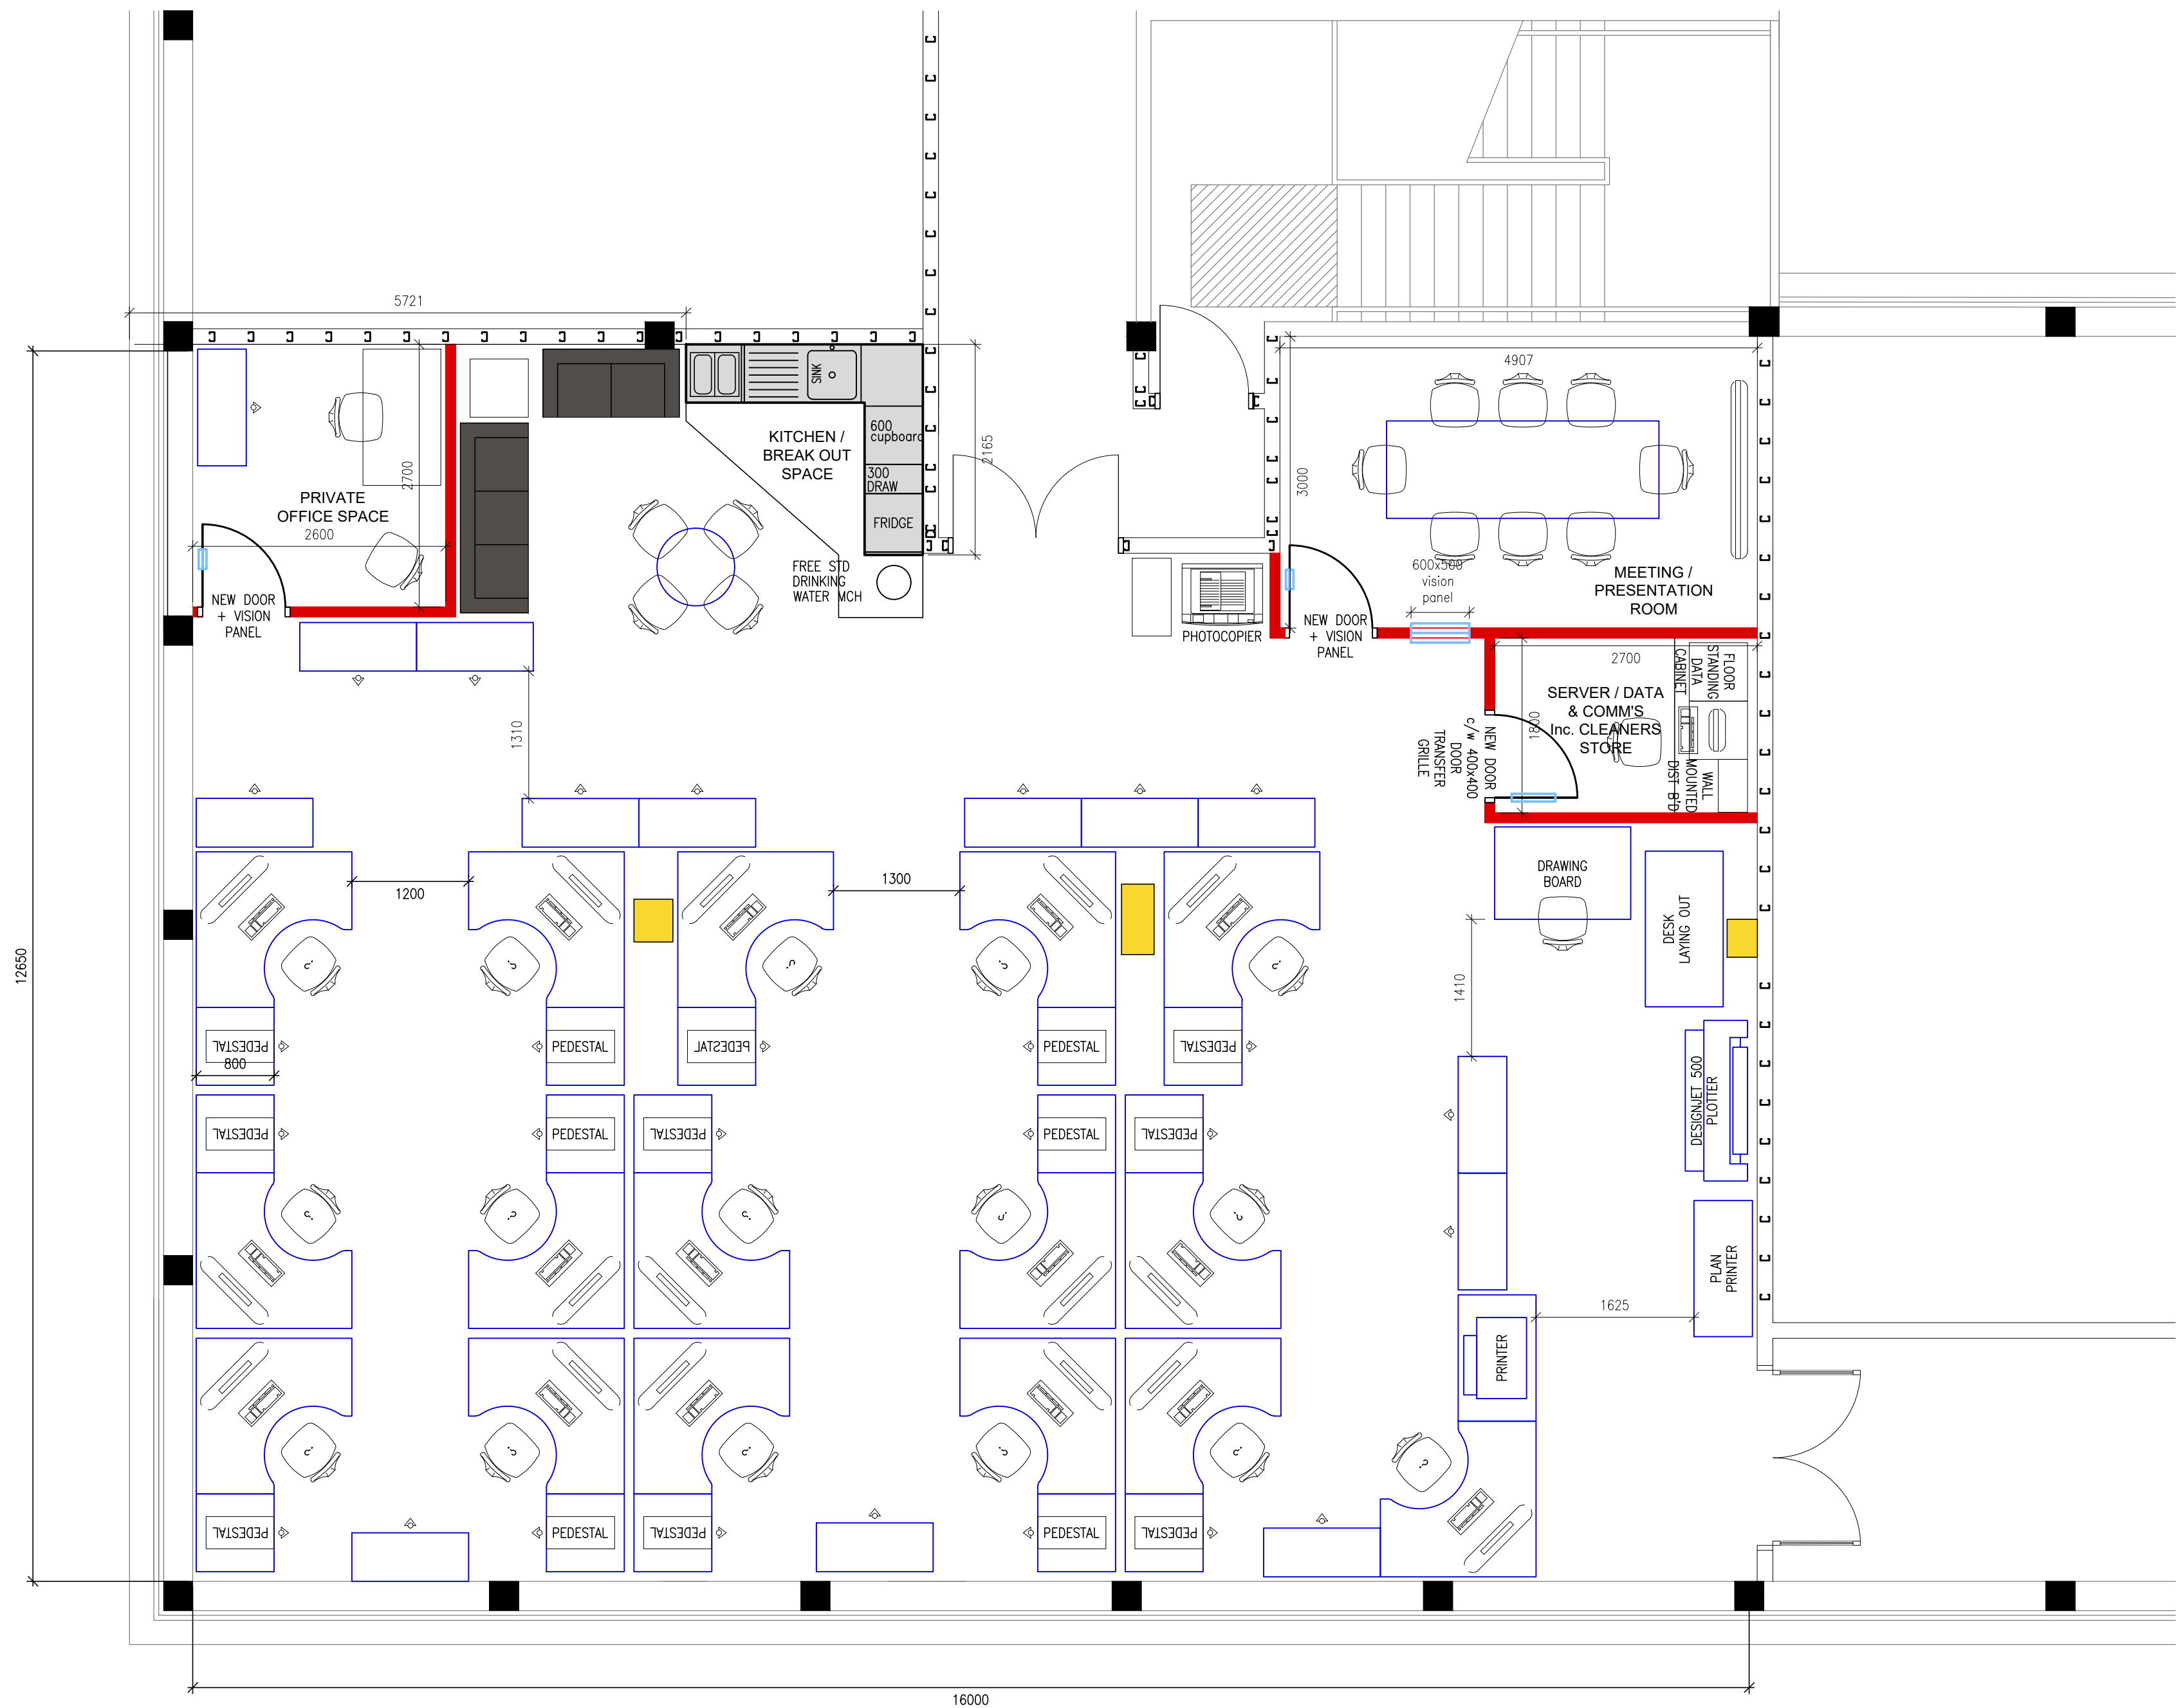 5721
4907
SINK
600
cupboard
300
DRAW
FRIDGE
2165
KITCHEN /
BREAK OUT
SPACE
2700
PRIVATE
OFFICE SPACE
2600
3000
NEW DOOR
+ VISION
PANEL
FREE STD
DRINKING
WATER MCH
PHOTOCOPIER
600x500
vision
panel
MEETING /
PRESENTATION
ROOM
NEW DOOR
+ VISION
PANEL
2700
FLOOR
STANDING
DATA
CABINET
SERVER / DATA
& COMM'S
Inc. CLEANERS
STORE
1800
NEW DOOR
c/w 400x400
DOOR
TRANSFER
GRILLE
WALL
MOUNTED
DIST B'D
1310
1200
1300
12650
DRAWING
BOARD
DESK
LAYING OUT
1410
?
?
?
?
?
PEDESTAL
PEDESTAL
PEDESTAL
PEDESTAL
PEDESTAL
800
PEDESTAL
PEDESTAL
PEDESTAL
PEDESTAL
PEDESTAL
DESIGNJET 500
PLOTTER
?
?
?
?
?
PLAN
PRINTER
1625
PRINTER
?
?
?
?
?
?
PEDESTAL
PEDESTAL
PEDESTAL
PEDESTAL
PEDESTAL
16000